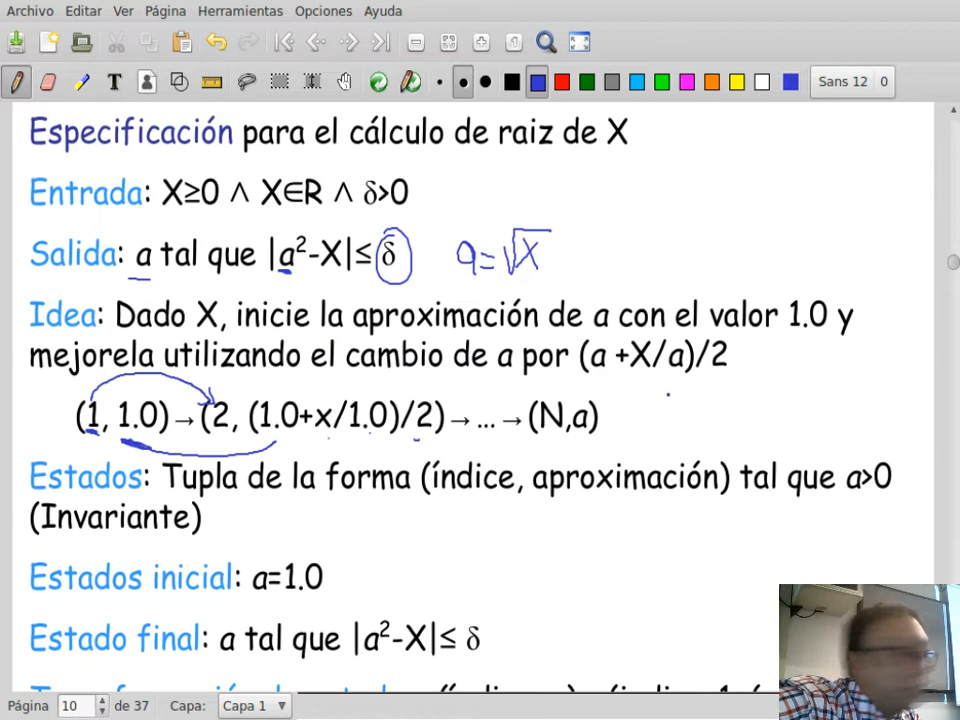 Archivo Editar Ver Página Herramientas Opciones Ayuda
Sans 12 0
Especificación para el cálculo de raiz de X
Entrada: X≥0 ∧ X∈R ∧ δ>0
Salida: a tal que |a²-X|≤ δ a=√X
Idea: Dado X, inicie la aproximación de a con el valor 1.0 y
mejorela utilizando el cambio de a por (a +X/a)/2
(1, 1.0)→(2, (1.0+x/1.0)/2)→...→(N,a)
Estados: Tupla de la forma (índice, aproximación) tal que a>0
(Invariante)
Estados inicial: a=1.0
Estado final: a tal que |a²-X|≤ δ
Página 10 de 37 Capa: Capa 1